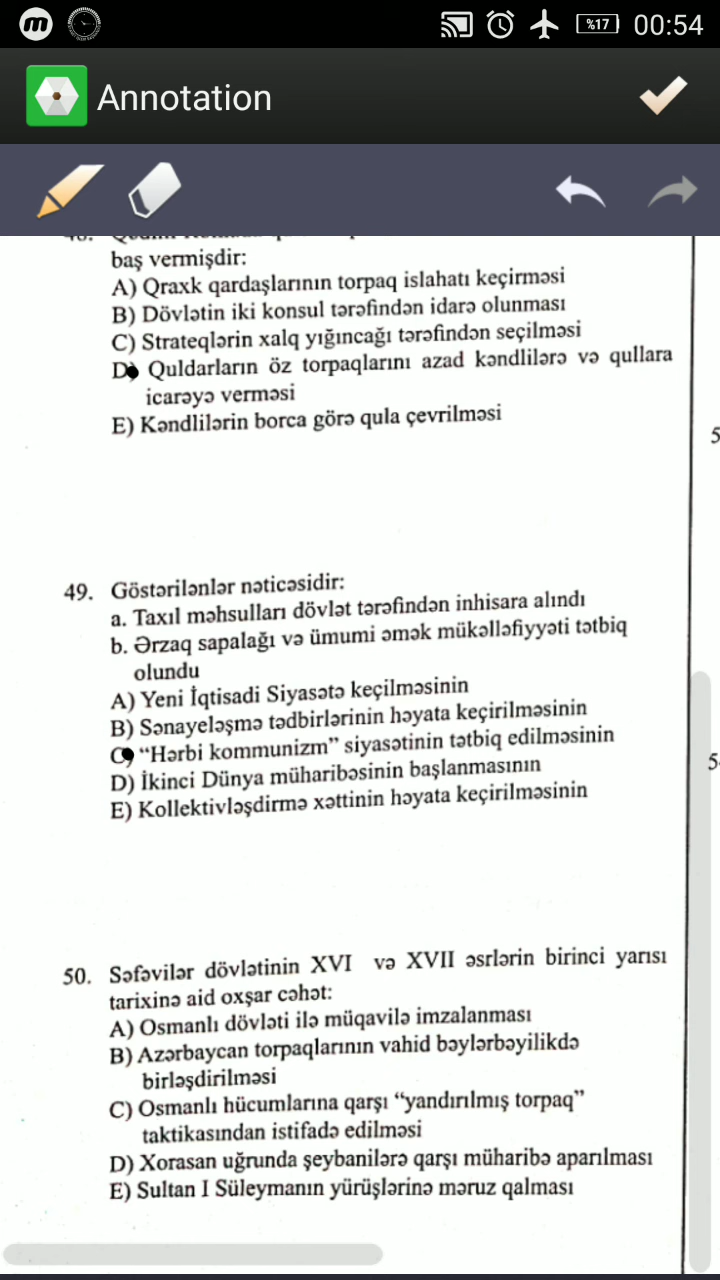 m
%17
00:54
Annotation
baş vermişdir:
A) Qraxk qardaşlarının torpaq islahatı keçirməsi
B) Dövlətin iki konsul tərəfindən idarə olunması
C) Strateqlərin xalq yığıncağı tərəfindən seçilməsi
D) Quldarların öz torpaqlarını azad kəndlilərə və qullara
icarəyə verməsi
E) Kəndlilərin borca görə qula çevrilməsi
5
49. Göstərilənlər nəticəsidir:
a. Taxıl məhsulları dövlət tərəfindən inhisara alındı
b. Ərzaq sapalağı və ümumi əmək mükəlləfiyyəti tətbiq
olundu
A) Yeni İqtisadi Siyasətə keçilməsinin
B) Sənayeləşmə tədbirlərinin həyata keçirilməsinin
C) “Hərbi kommunizm” siyasətinin tətbiq edilməsinin
D) İkinci Dünya müharibəsinin başlanmasının
E) Kollektivləşdirmə xəttinin həyata keçirilməsinin
5
50. Səfəvilər dövlətinin XVI və XVII əsrlərin birinci yarısı
tarixinə aid oxşar cəhət:
A) Osmanlı dövləti ilə müqavilə imzalanması
B) Azərbaycan torpaqlarının vahid bəylərbəyilikdə
birləşdirilməsi
C) Osmanlı hücumlarına qarşı “yandırılmış torpaq”
taktikasından istifadə edilməsi
D) Xorasan uğrunda şeybanilərə qarşı müharibə aparılması
E) Sultan I Süleymanın yürüşlərinə məruz qalması